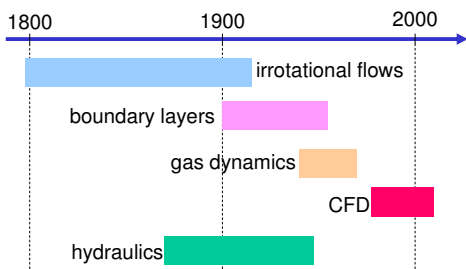 1800 1900 2000
irrotational flows
boundary layers
gas dynamics
CFD
hydraulics